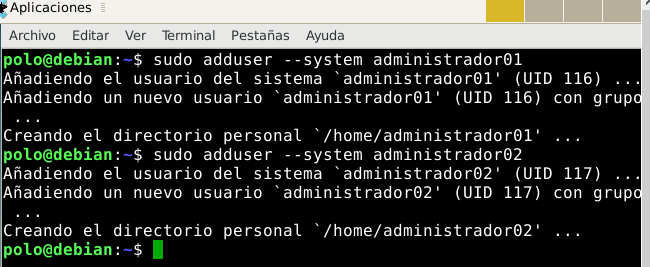 Aplicaciones
Archivo Editar Ver Terminal Pestañas Ayuda
polo@debian:~$ sudo adduser --system administrador01
Añadiendo el usuario del sistema `administrador01' (UID 116) ...
Añadiendo un nuevo usuario `administrador01' (UID 116) con grupo
...
Creando el directorio personal `/home/administrador01' ...
polo@debian:~$ sudo adduser --system administrador02
Añadiendo el usuario del sistema `administrador02' (UID 117) ...
Añadiendo un nuevo usuario `administrador02' (UID 117) con grupo
...
Creando el directorio personal `/home/administrador02' ...
polo@debian:~$